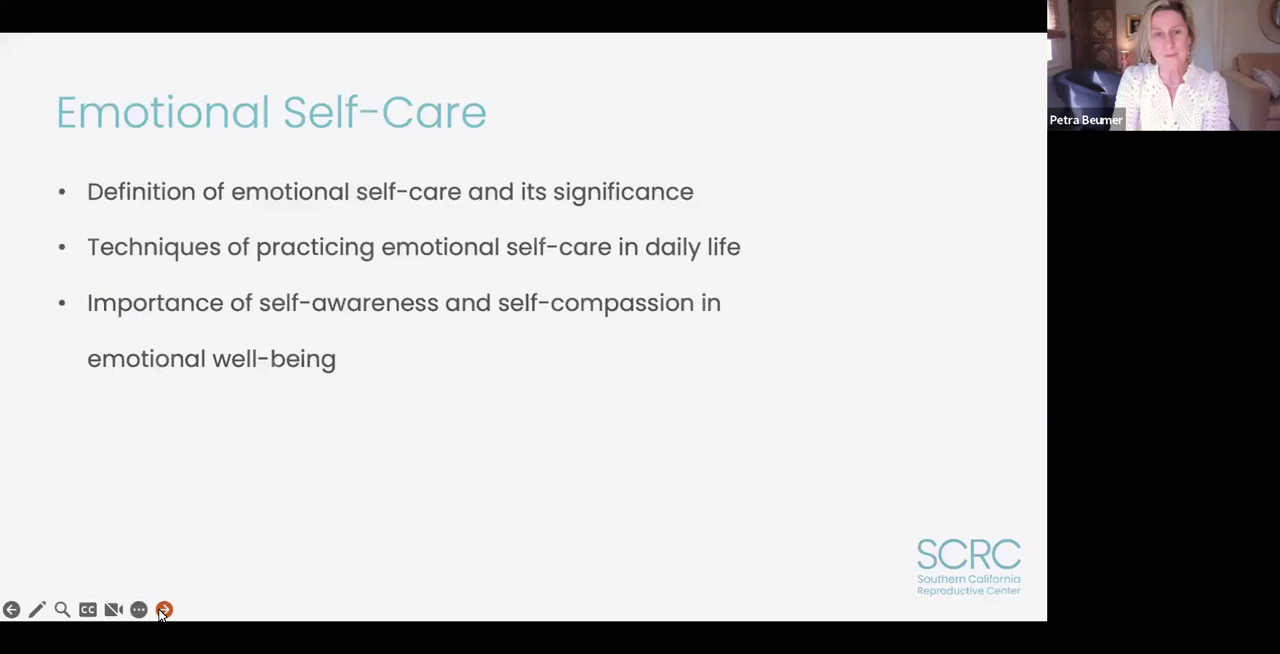 Emotional Self-Care
• Definition of emotional self-care and its significance
• Techniques of practicing emotional self-care in daily life
• Importance of self-awareness and self-compassion in
emotional well-being
SCRC
Southern California
Reproductive Center
CC
Petra Beumer